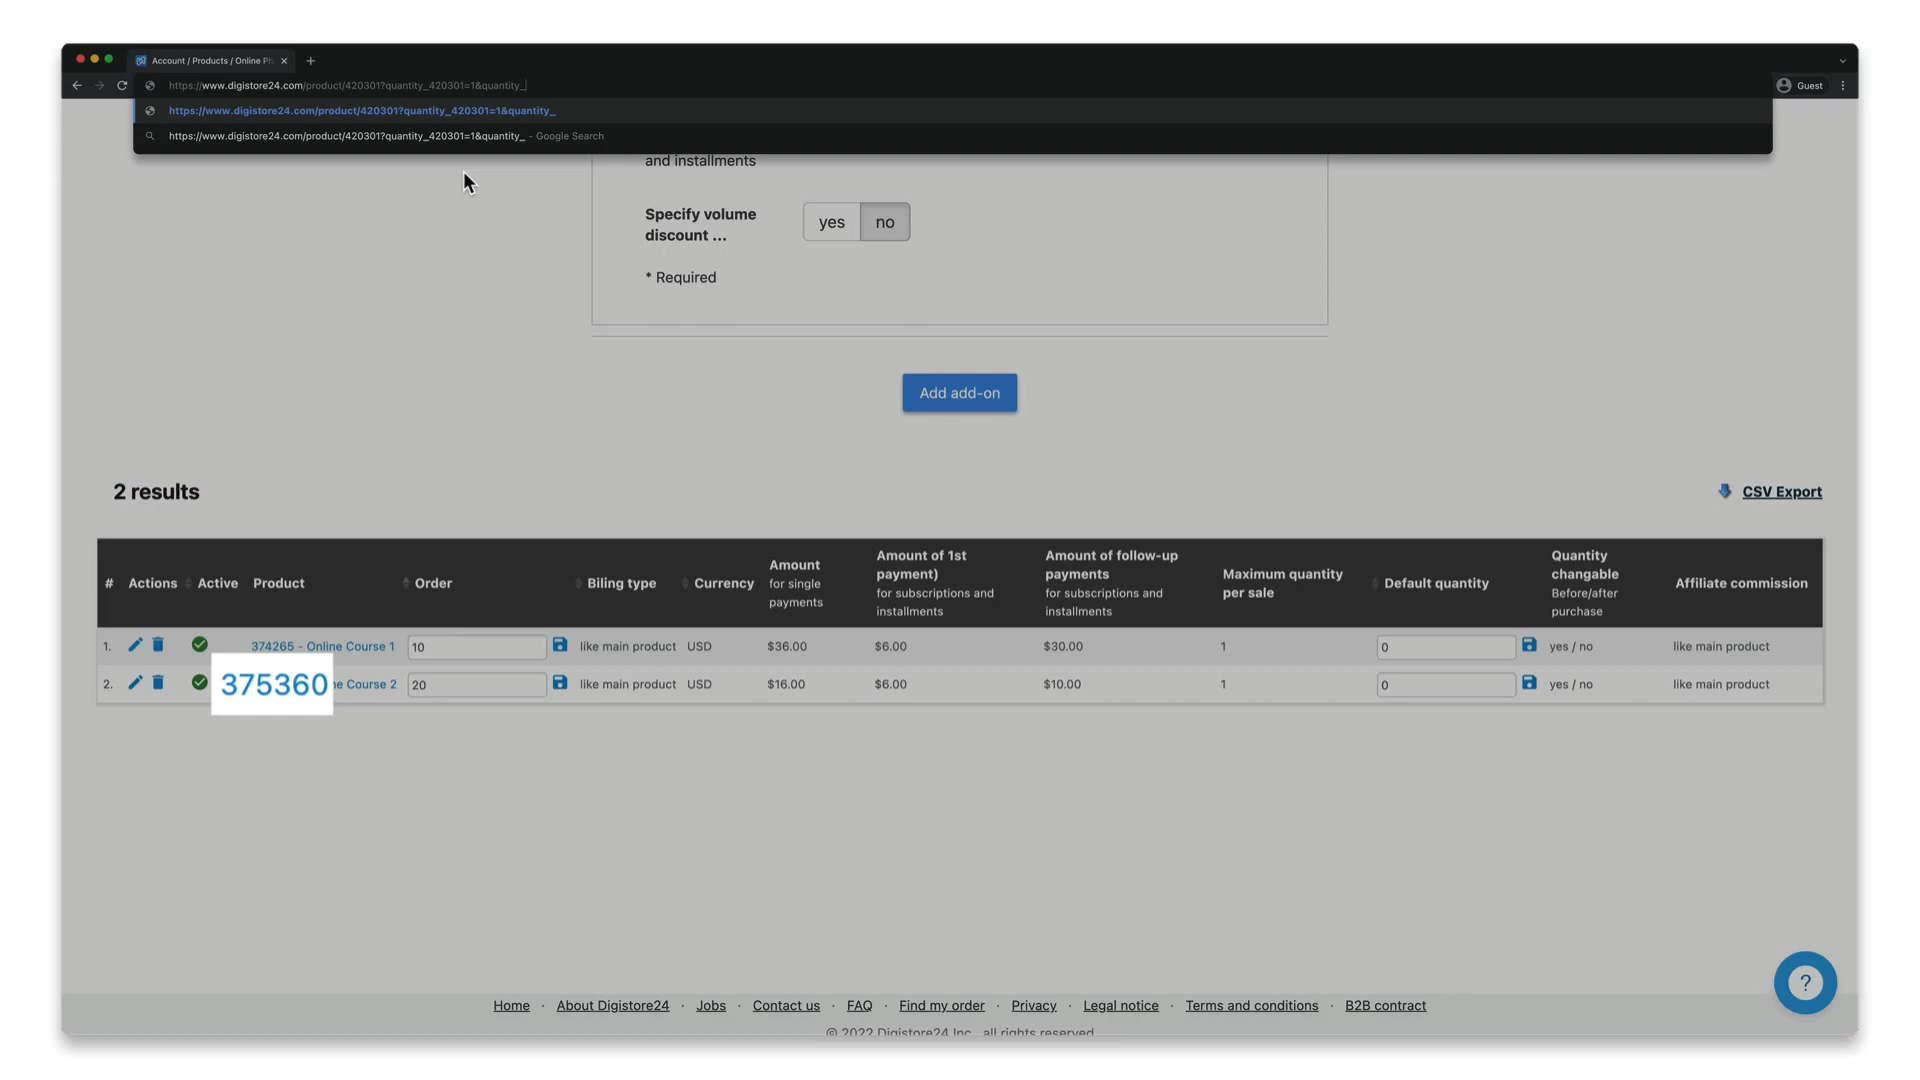 Account / Products / Online Ph
Guest
https://www.digistore24.com/product/420301?quantity_420301=1&quantity_
https://www.digistore24.com/product/420301?quantity_420301=1&quantity_
https://www.digistore24.com/product/420301?quantity_420301=1&quantity_ - Google Search
and installments
Specify volume
discount ...
yes
no
* Required
Add add-on
2 results
CSV Export
# Actions Active Product Order Biling type Currency Amount for single payments Amount of 1st payment) for subscriptions and installments Amount of follow-up payments for subscriptions and installments Maximum quantity per sale Default quantity Quantity changable Before/after purchase Affiliate commission
1. 374265 - Online Course 1 10 like main product USD $36.00 $6.00 $30.00 1 0 yes / no like main product
2. 375360 ne Course 2 20 like main product USD $16.00 $6.00 $10.00 1 0 yes / no like main product
?
Home · About Digistore24 · Jobs · Contact us · FAQ · Find my order · Privacy · Legal notice · Terms and conditions · B2B contract
© 2022 Digistore24 Inc., all rights reserved